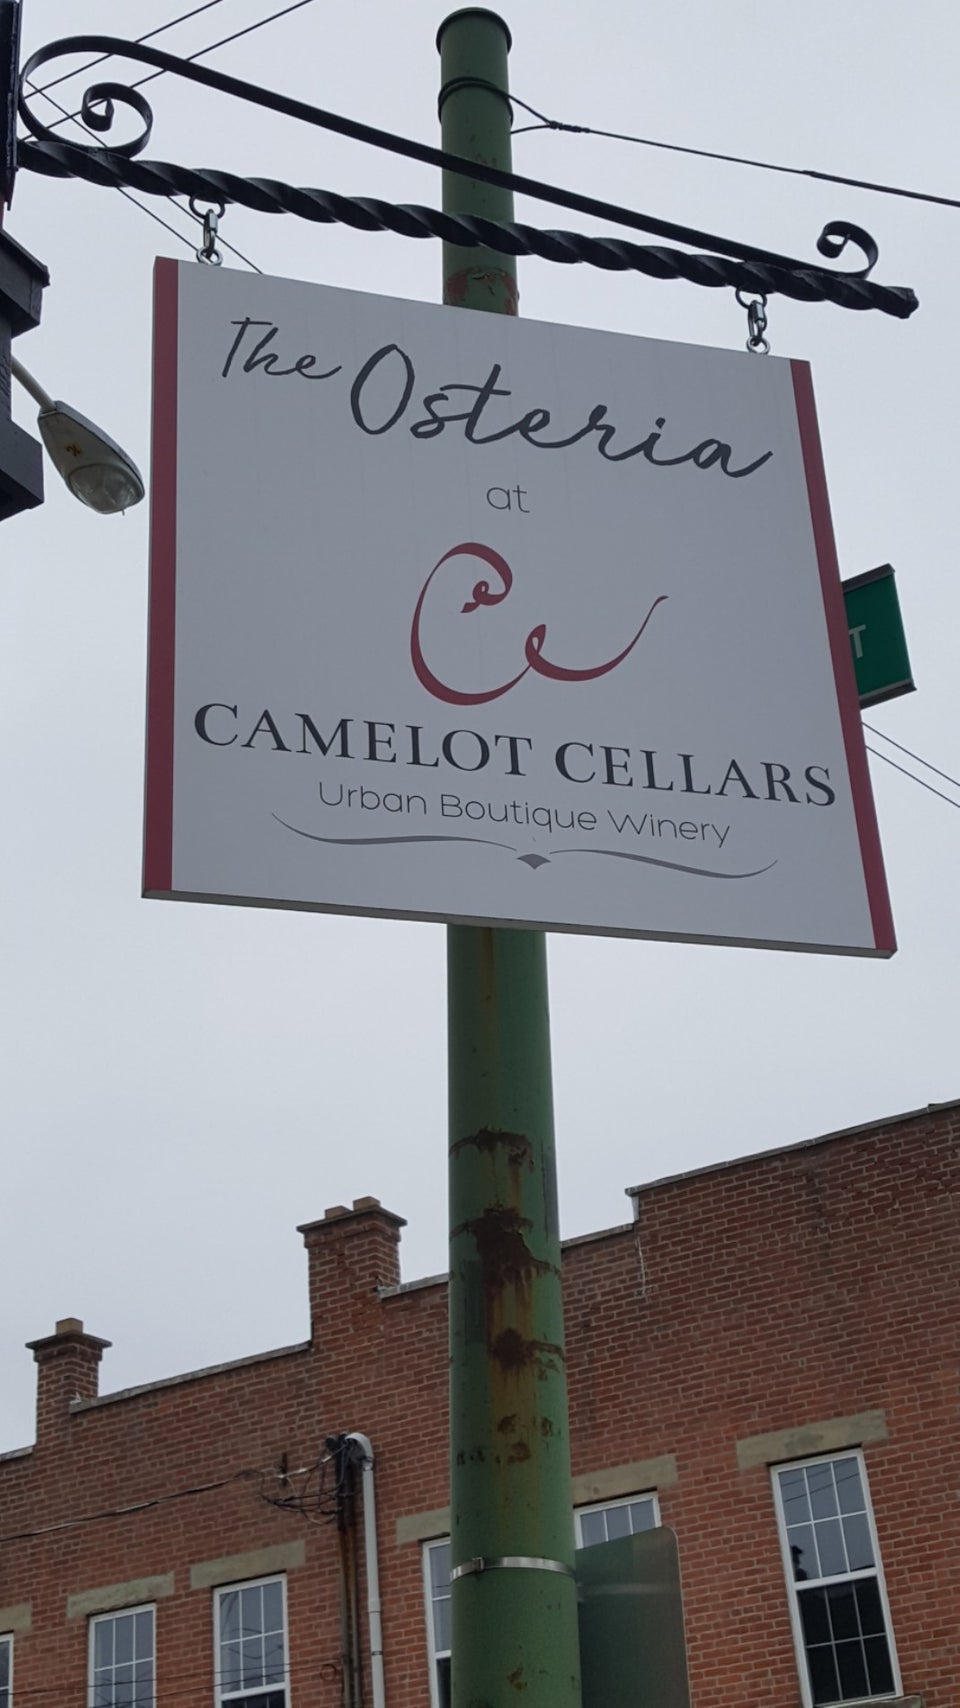 The Osteria
at
CC
CAMELOT CELLARS
Urban Boutique Winery
T